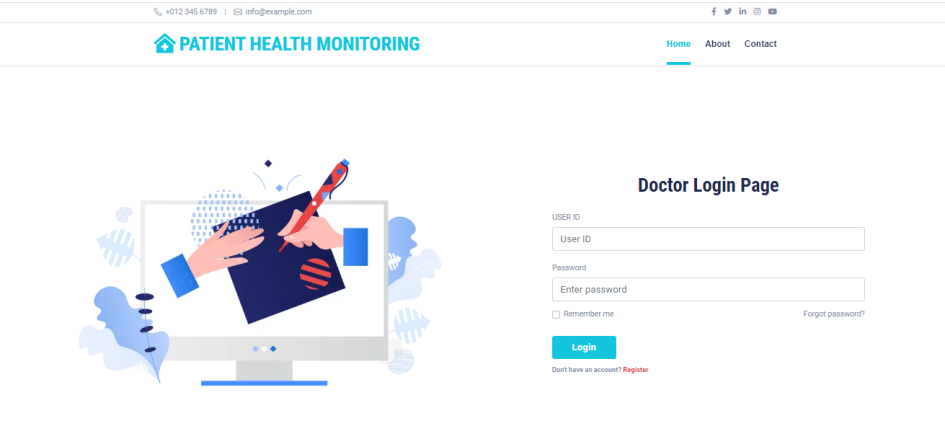 +012 345 6789 | info@example.com
PATIENT HEALTH MONITORING
Home About Contact
Doctor Login Page
USER ID
User ID
Password
Enter password
Remember me Forgot password?
Login
Don't have an account? Register